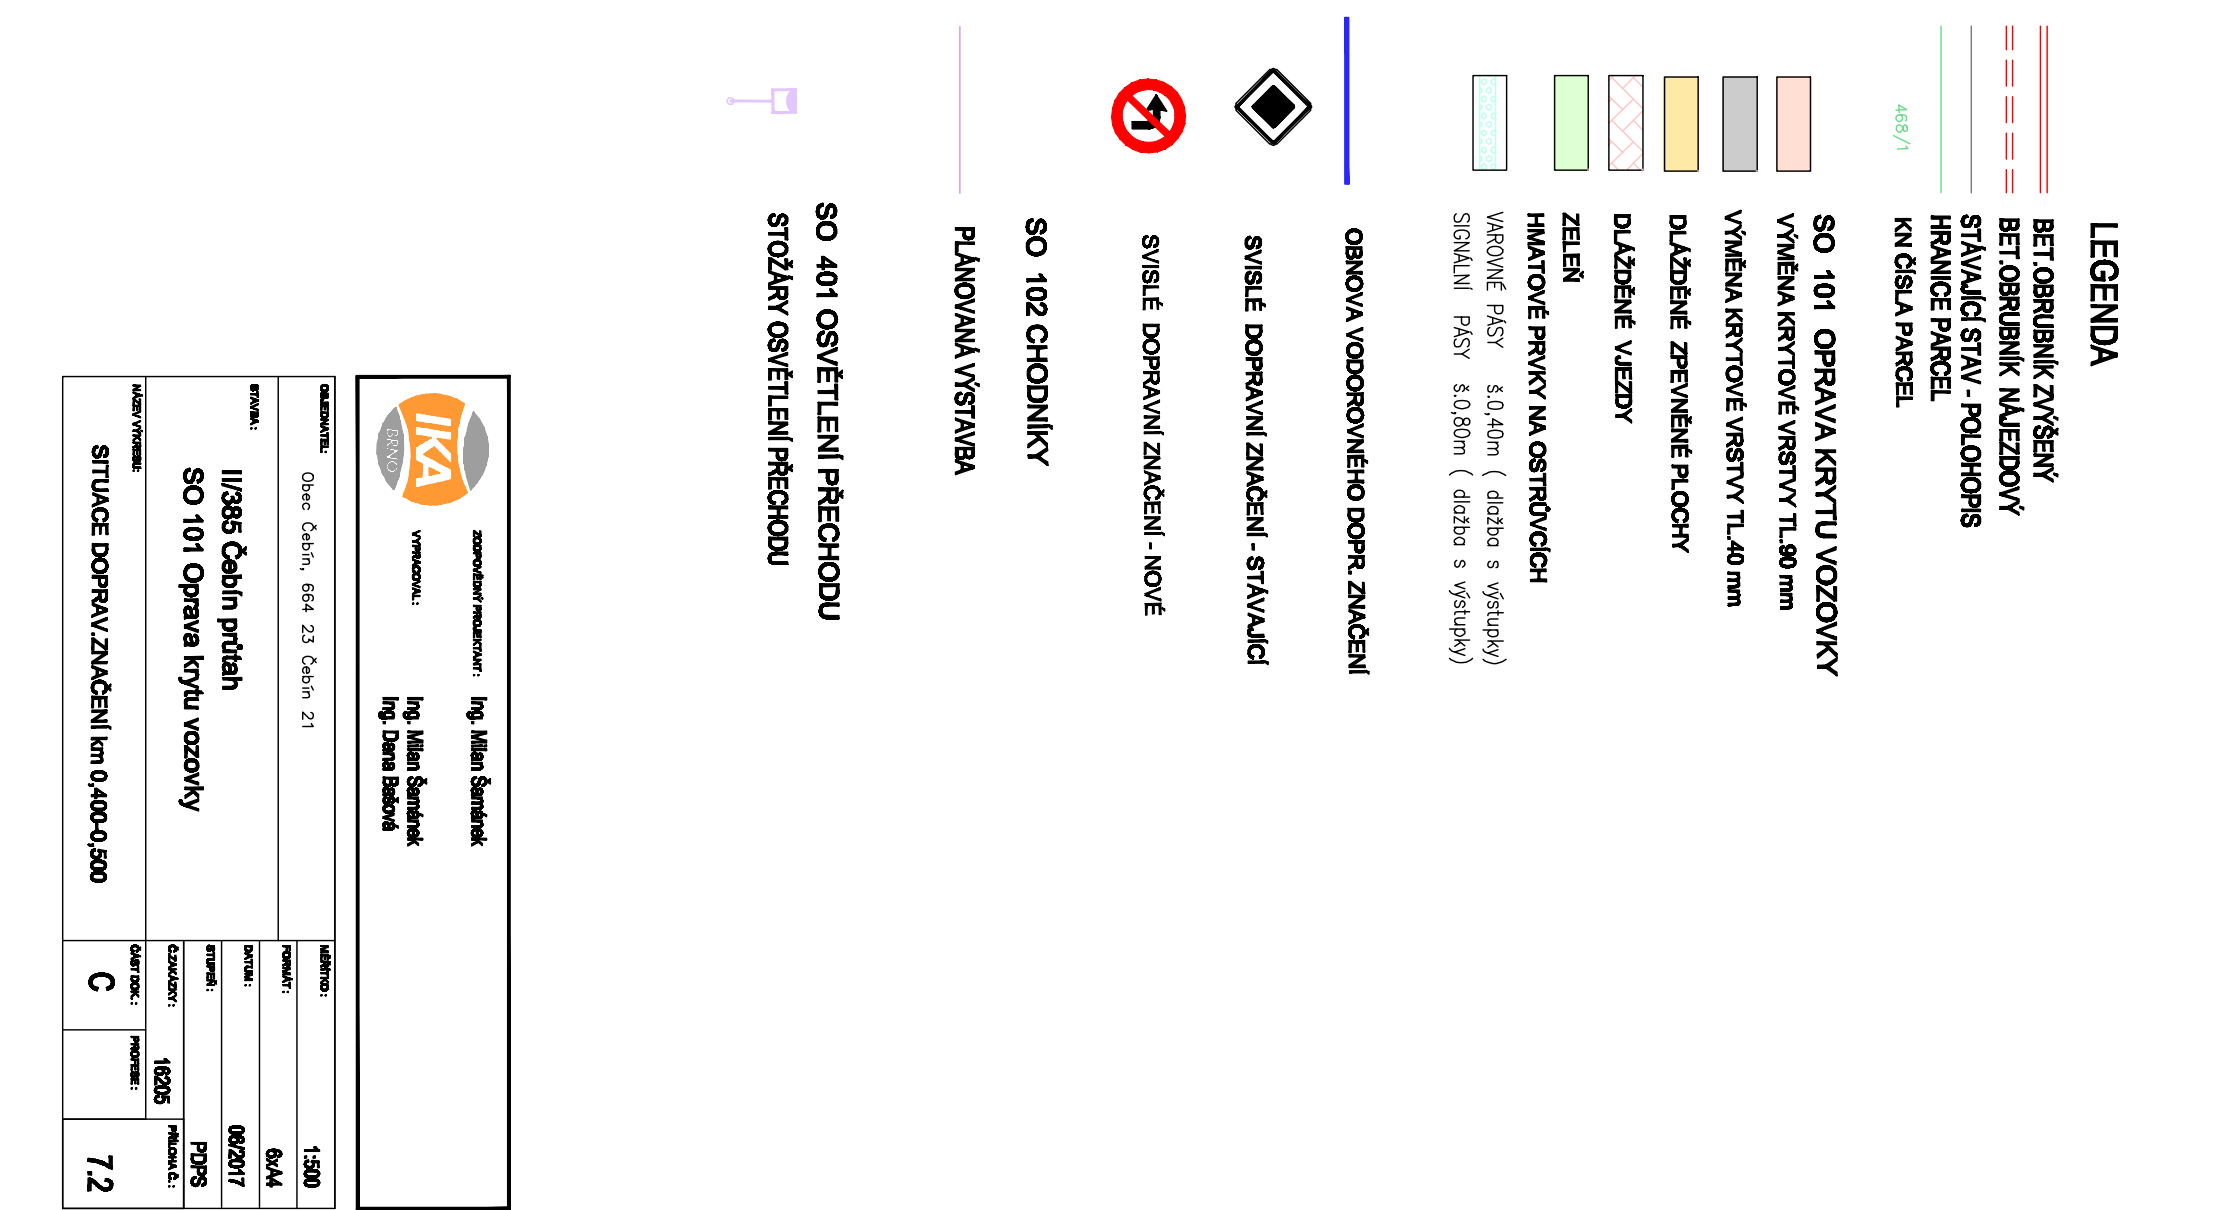 LEGENDA
BET.OBRUBNÍK ZVÝŠENÝ
BET.OBRUBNÍK NÁJEZDOVÝ
STÁVAJÍCÍ STAV - POLOHOPIS
HRANICE PARCEL
468/1 KN ČÍSLA PARCEL
SO 101 OPRAVA KRYTU VOZOVKY
VÝMĚNA KRYTOVÉ VRSTVY TL.90 mm
VÝMĚNA KRYTOVÉ VRSTVY TL.40 mm
DLÁŽDĚNÉ ZPEVNĚNÉ PLOCHY
DLÁŽDĚNÉ VJEZDY
ZELEŇ
HMATOVÉ PRVKY NA OSTRŮVCÍCH
VAROVNÉ PÁSY š.0,40m ( dlažba s výstupky)
SIGNÁLNÍ PÁSY š.0,80m ( dlažba s výstupky)
OBNOVA VODOROVNÉHO DOPR. ZNAČENÍ
SVISLÉ DOPRAVNÍ ZNAČENÍ - STÁVAJÍCÍ
SVISLÉ DOPRAVNÍ ZNAČENÍ - NOVÉ
SO 102 CHODNÍKY
PLÁNOVANÁ VÝSTAVBA
SO 401 OSVĚTLENÍ PŘECHODU
STOŽÁRY OSVĚTLENÍ PŘECHODU
IKA
BRNO
ZODPOVĚDNÝ PROJEKTANT: Ing. Milan Šamánek
VYPRACOVAL: Ing. Milan Šamánek
Ing. Dana Bašová
OBJEDNATEL:
Obec Čebín, 664 23 Čebín 21
STAVBA:
II/385 Čebín průtah
SO 101 Oprava krytu vozovky
NÁZEV VÝKRESU:
SITUACE DOPRAV.ZNAČENÍ km 0,400-0,500
MĚŘÍTKO: 1:500
FORMÁT: 6xA4
DATUM: 06/2017
STUPEŇ: PDPS
Č.ZAKÁZKY: 16205
ČÁST DOK.: C
PROFESE:
PŘÍLOHA Č.: 7.2